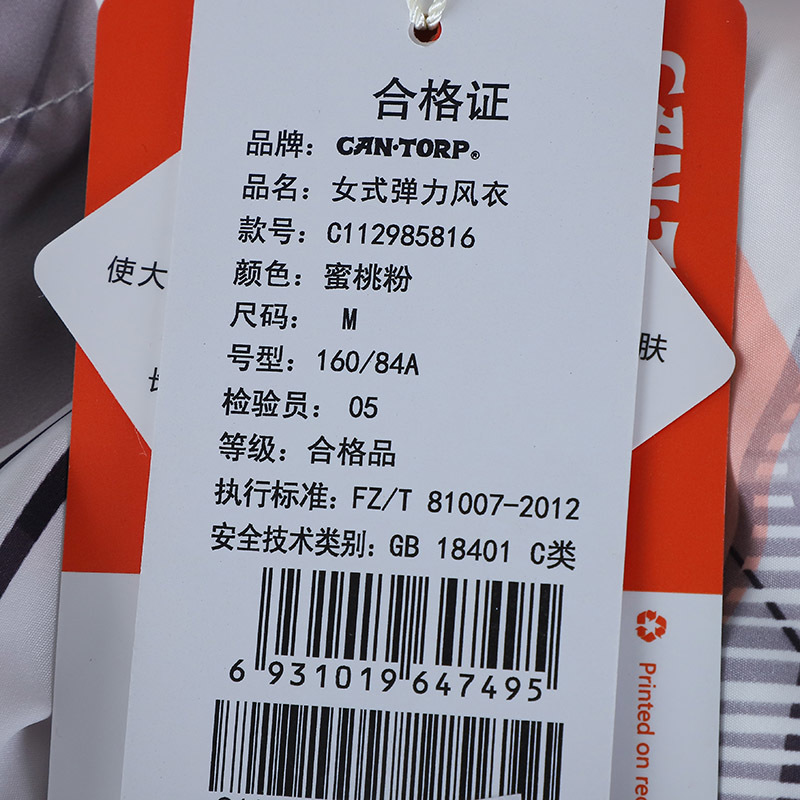 合格证
品牌： CAN·TORP®
品名：女式弹力风衣
款号：C112985816
颜色：蜜桃粉
尺码： M
号型：160/84A
检验员： 05
等级：合格品
执行标准：FZ/T 81007-2012
安全技术类别：GB 18401 C类
6 931019 647495
使大
肤
Printed on rec